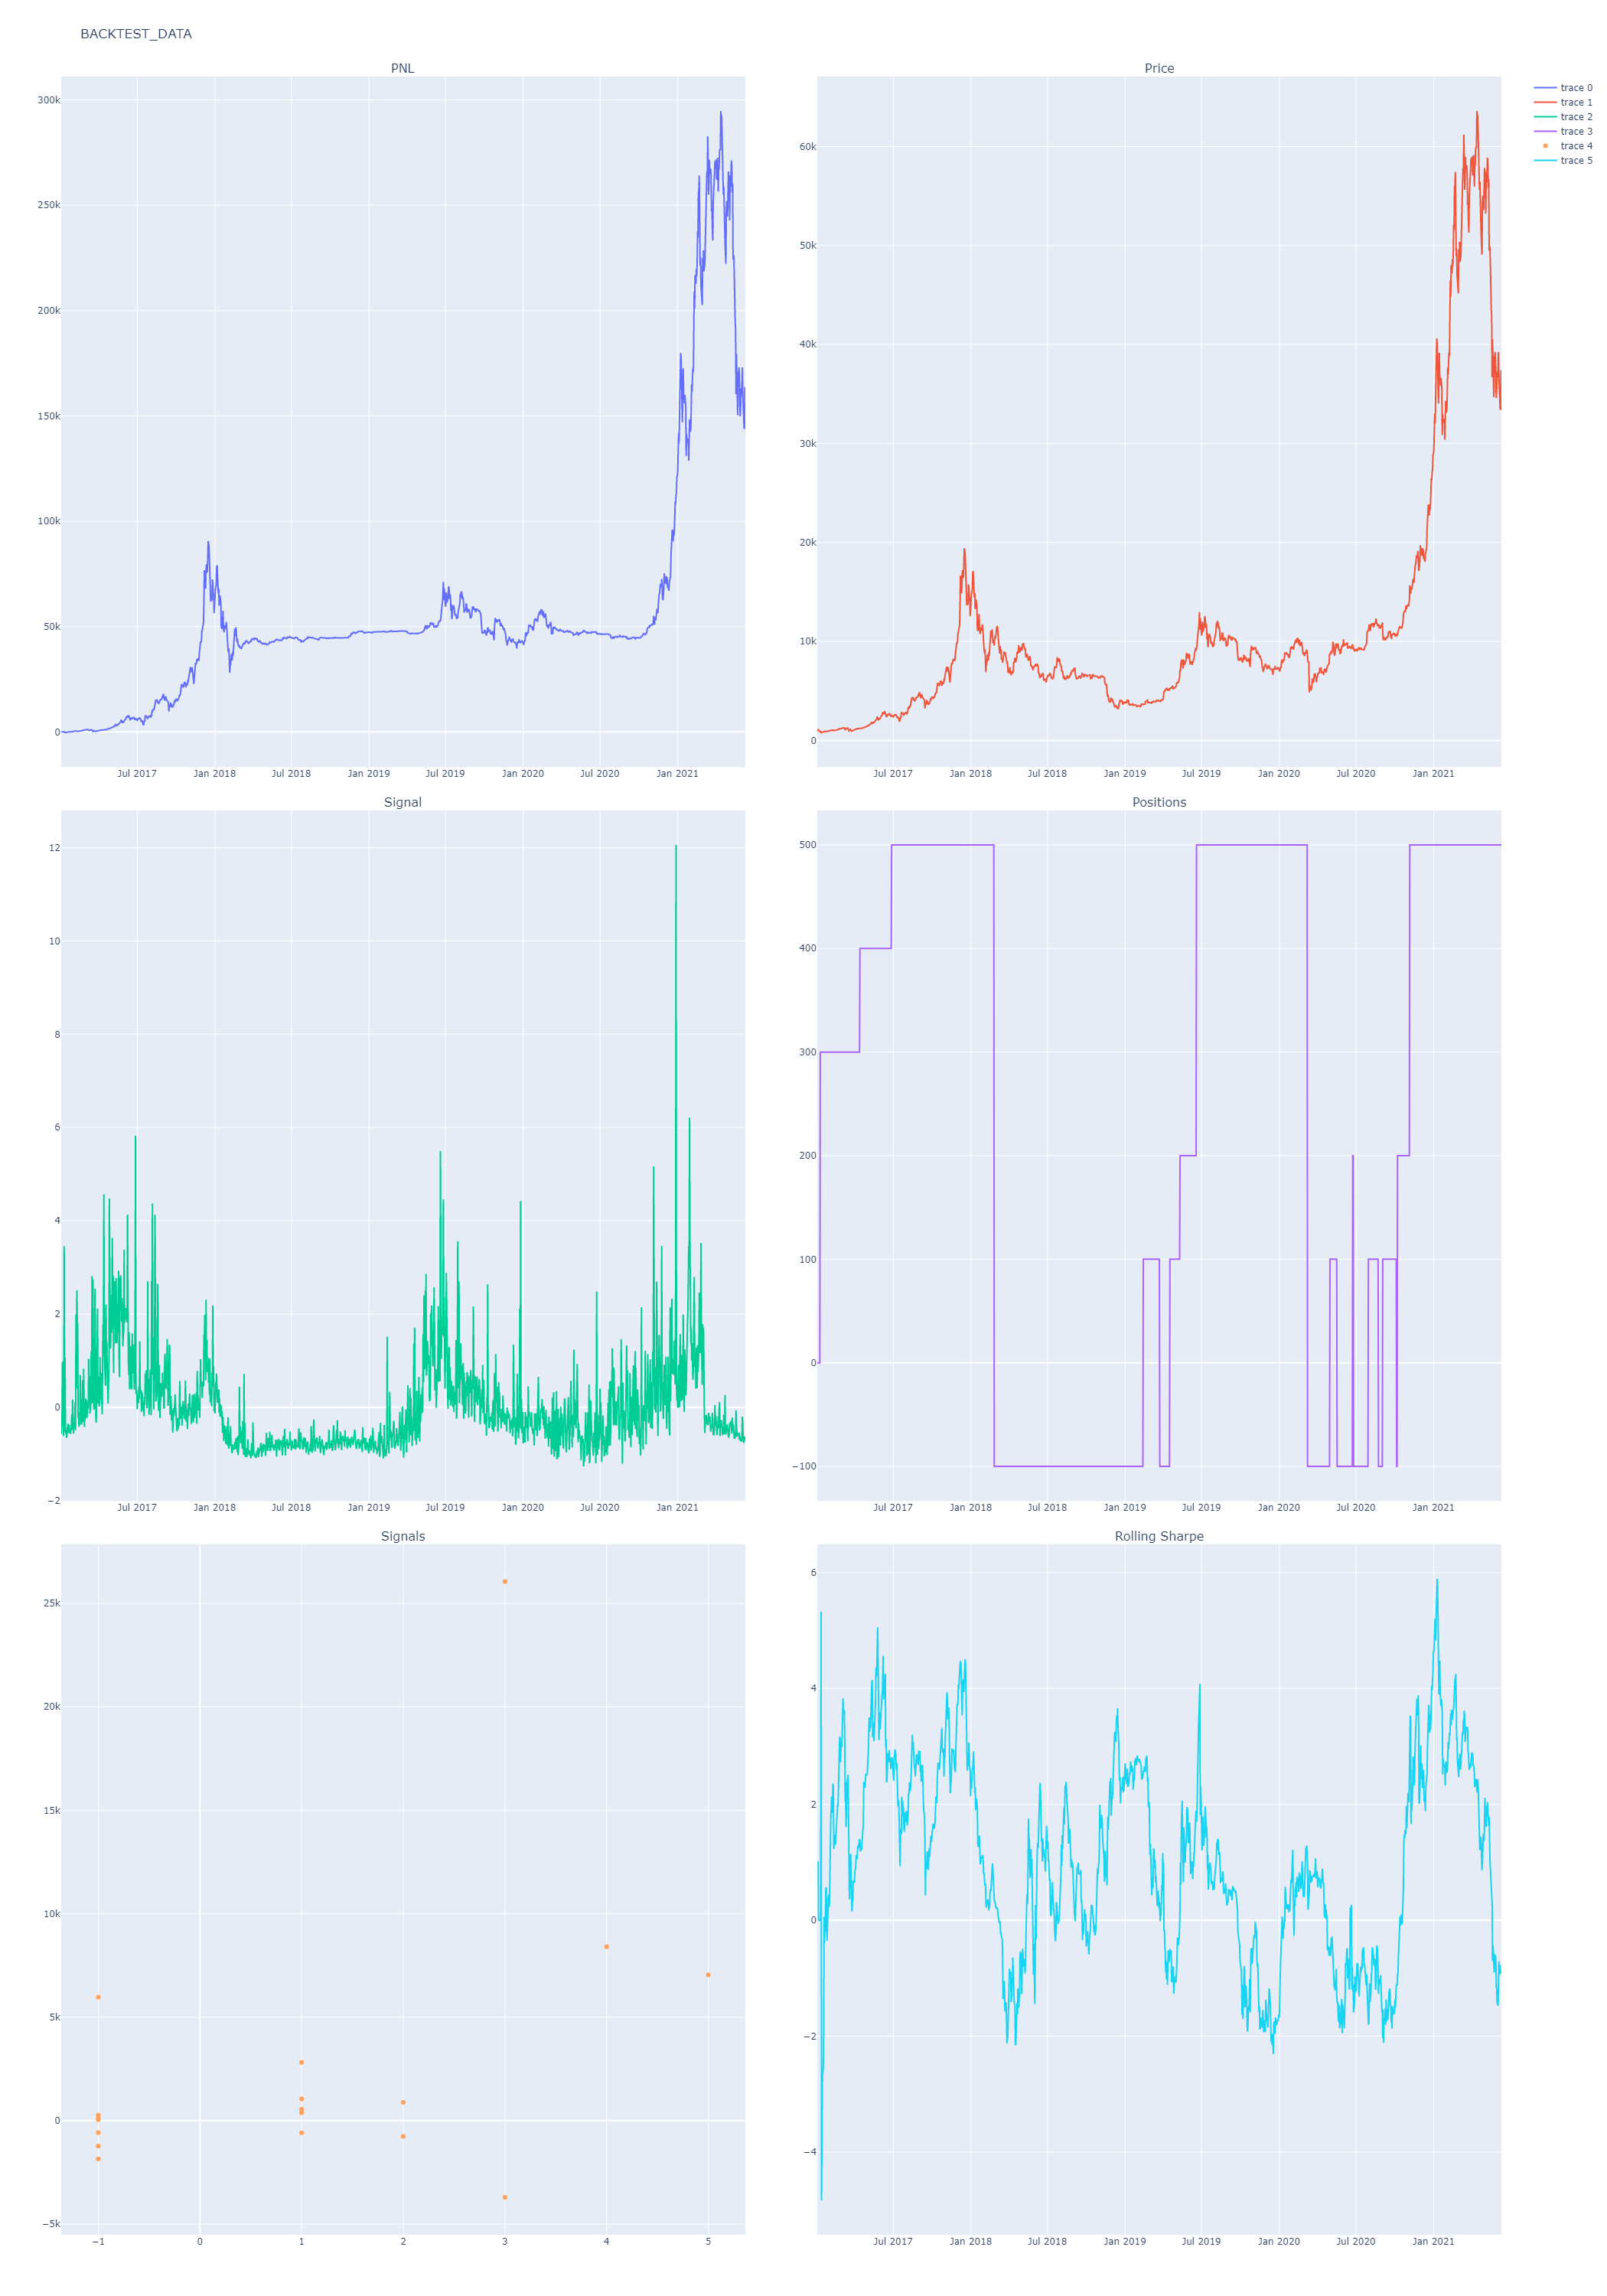 BACKTEST_DATA
PNL
300k
250k
200k
150k
100k
50k
0
Jul 2017 Jan 2018 Jul 2018 Jan 2019 Jul 2019 Jan 2020 Jul 2020 Jan 2021
Price
60k
50k
40k
30k
20k
10k
0
Jul 2017 Jan 2018 Jul 2018 Jan 2019 Jul 2019 Jan 2020 Jul 2020 Jan 2021
trace 0
trace 1
trace 2
trace 3
trace 4
trace 5
Signal
12
10
8
6
4
2
0
−2
Jul 2017 Jan 2018 Jul 2018 Jan 2019 Jul 2019 Jan 2020 Jul 2020 Jan 2021
Positions
500
400
300
200
100
0
−100
Jul 2017 Jan 2018 Jul 2018 Jan 2019 Jul 2019 Jan 2020 Jul 2020 Jan 2021
Signals
25k
20k
15k
10k
5k
0
−5k
−1 0 1 2 3 4 5
Rolling Sharpe
6
4
2
0
−2
−4
Jul 2017 Jan 2018 Jul 2018 Jan 2019 Jul 2019 Jan 2020 Jul 2020 Jan 2021